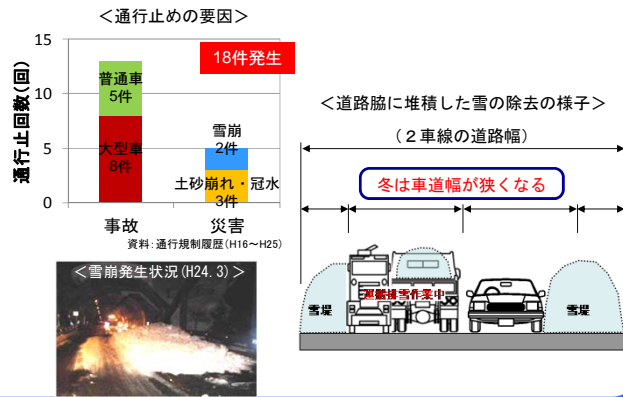 <通行止めの要因>
通行止回数(回)
15
10
5
0
18件発生
普通車
5件
大型車
8件
雪崩
2件
土砂崩れ・冠水
3件
事故
災害
資料：通行規制履歴(H16～H25)
<雪崩発生状況(H24.3)>
<道路脇に堆積した雪の除去の様子>
(２車線の道路幅)
冬は車道幅が狭くなる
雪堤
運搬排雪作業中
雪堤